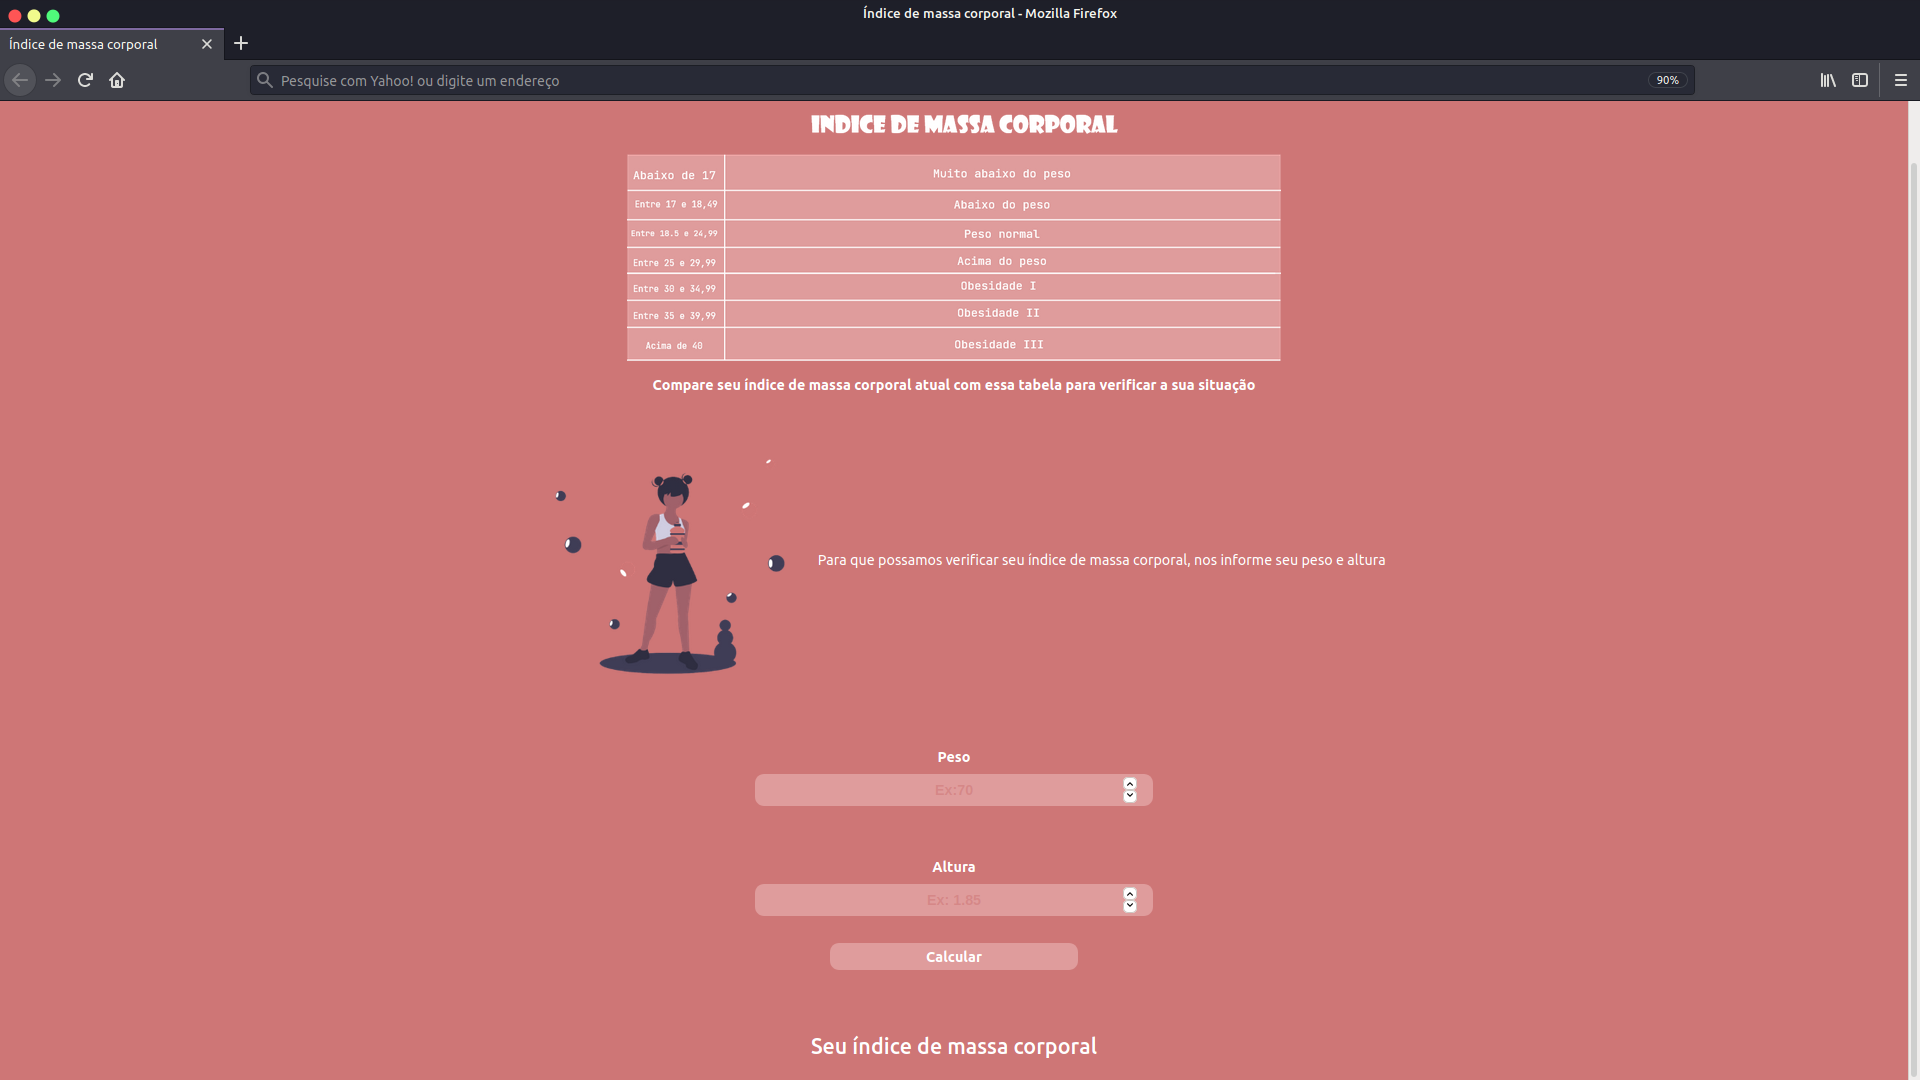 Índice de massa corporal - Mozilla Firefox
Índice de massa corporal
Pesquise com Yahoo! ou digite um endereço
90%
INDICE DE MASSA CORPORAL
Abaixo de 17 Muito abaixo do peso
Entre 17 e 18,49 Abaixo do peso
Entre 18.5 e 24,99 Peso normal
Entre 25 e 29,99 Acima do peso
Entre 30 e 34,99 Obesidade I
Entre 35 e 39,99 Obesidade II
Acima de 40 Obesidade III
Compare seu índice de massa corporal atual com essa tabela para verificar a sua situação
Para que possamos verificar seu índice de massa corporal, nos informe seu peso e altura
Peso
Ex:70
Altura
Ex: 1.85
Calcular
Seu índice de massa corporal